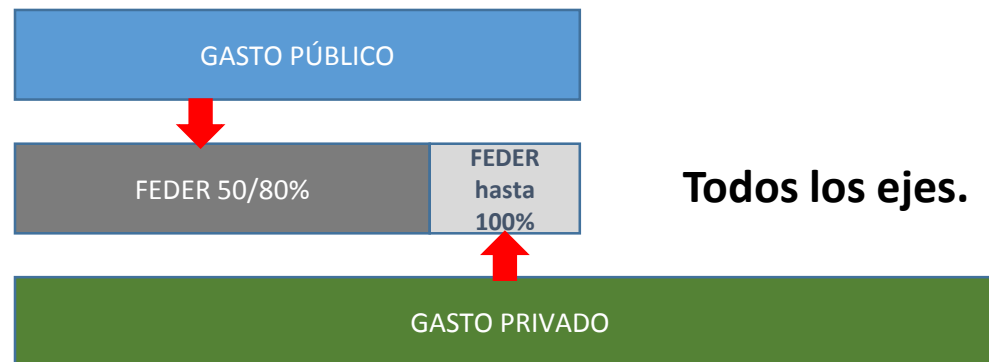 GASTO PÚBLICO
FEDER 50/80%
FEDER
hasta
100%
Todos los ejes.
GASTO PRIVADO